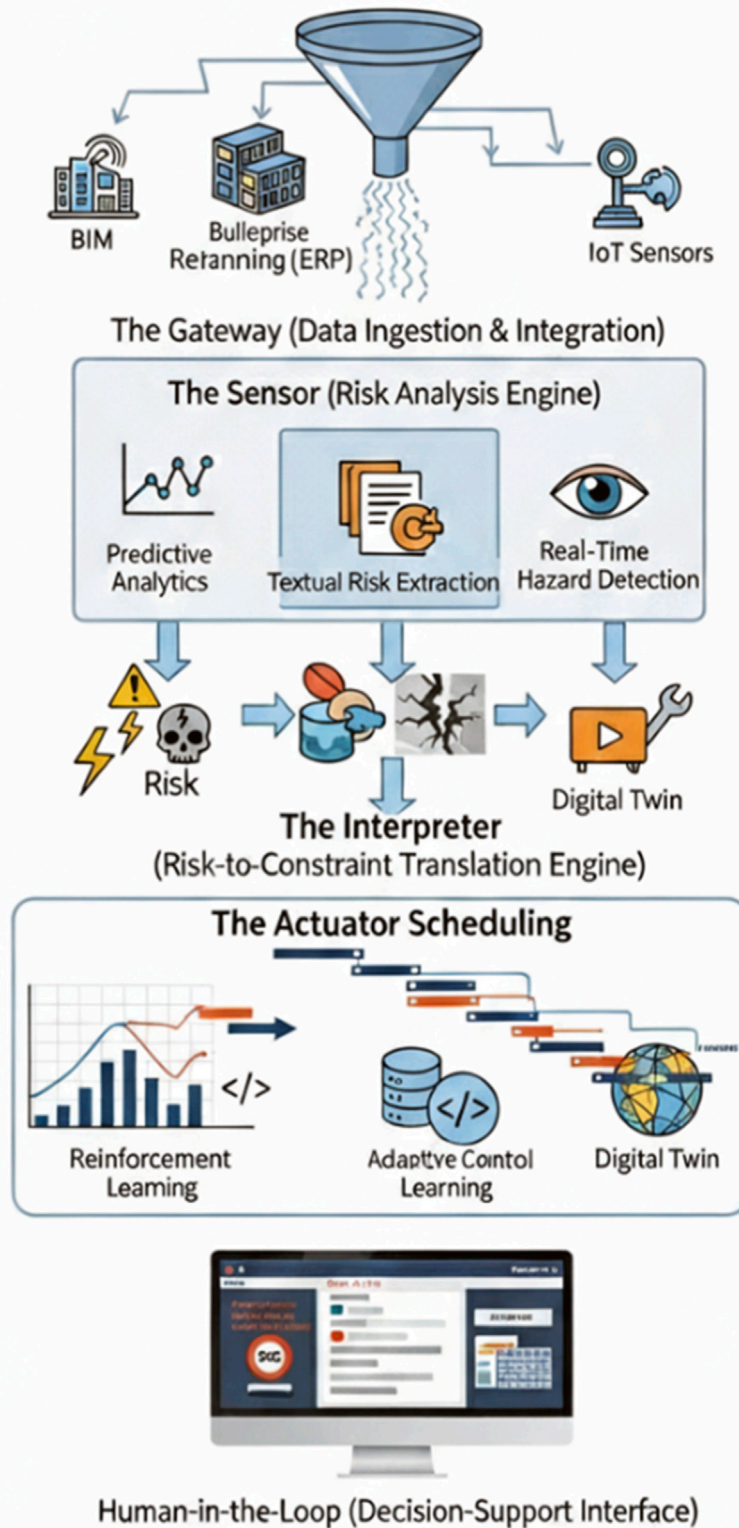 BIM
Bulleprise
Retanning (ERP)
IoT Sensors
The Gateway (Data Ingestion & Integration)
The Sensor (Risk Analysis Engine)
Predictive
Analytics
Textual Risk Extraction
Real-Time
Hazard Detection
Risk
Digital Twin
The Interpreter
(Risk-to-Constraint Translation Engine)
The Actuator Scheduling
</>
</>
Reinforcement
Leaming
Adaptive Comtol
Learning
Digital Twin
Human-in-the-Loop (Decision-Support Interface)